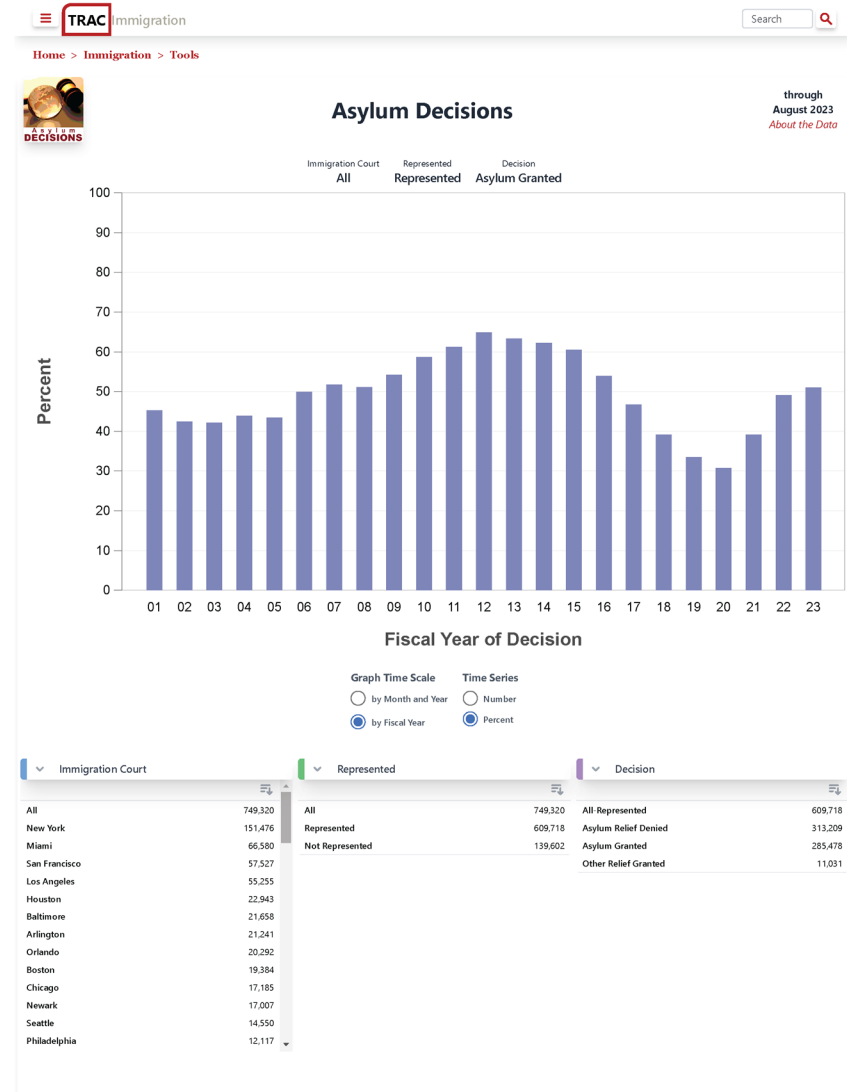 TRAC Immigration
Search
Home > Immigration > Tools
Asylum
DECISIONS
Asylum Decisions
through
August 2023
About the Data
Immigration Court Represented Decision
All Represented Asylum Granted
100
90
80
70
60
50
40
30
20
10
0
Percent
01 02 03 04 05 06 07 08 09 10 11 12 13 14 15 16 17 18 19 20 21 22 23
Fiscal Year of Decision
Graph Time Scale
by Month and Year
by Fiscal Year
Time Series
Number
Percent
Immigration Court
All 749,320
New York 151,476
Miami 66,580
San Francisco 57,527
Los Angeles 55,255
Houston 22,943
Baltimore 21,658
Arlington 21,241
Orlando 20,292
Boston 19,384
Chicago 17,185
Newark 17,007
Seattle 14,550
Philadelphia 12,117
Represented
All 749,320
Represented 609,718
Not Represented 139,602
Decision
All-Represented 609,718
Asylum Relief Denied 313,209
Asylum Granted 285,478
Other Relief Granted 11,031